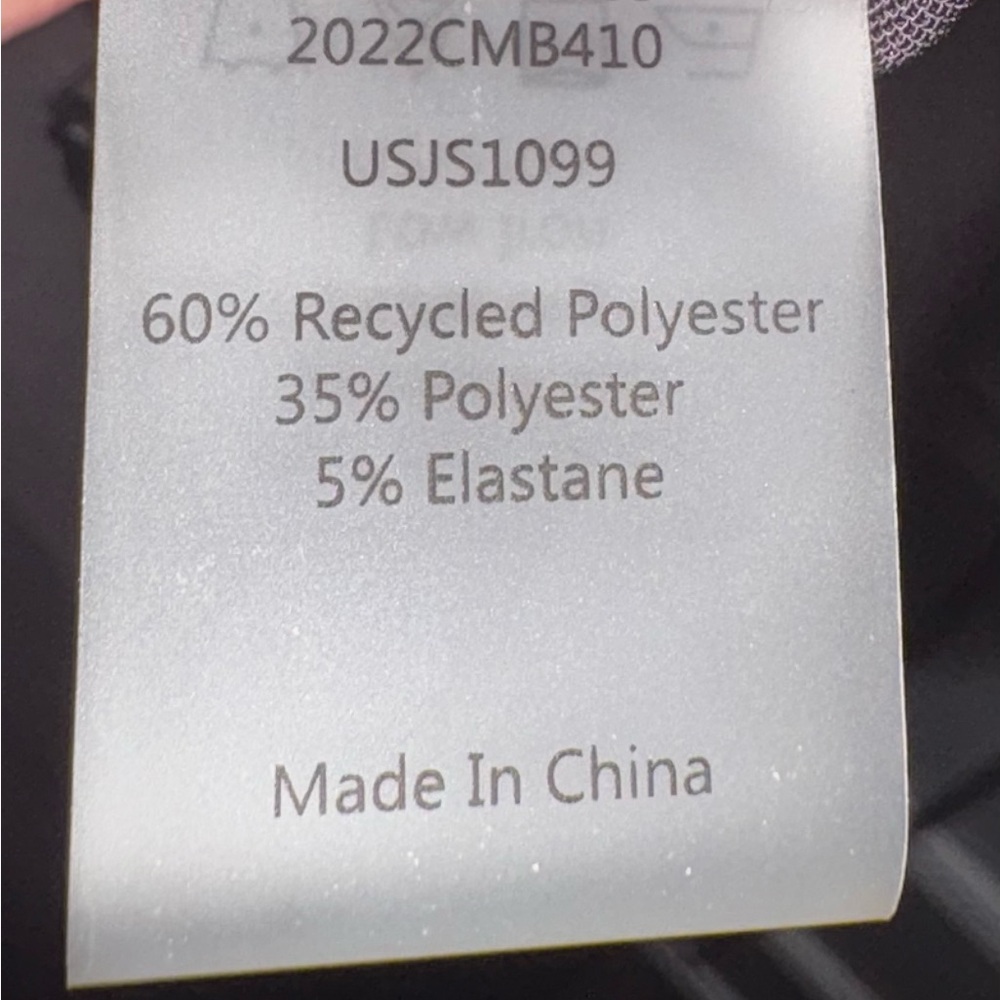 2022CMB410
USJS1099
60% Recycled Polyester
35% Polyester
5% Elastane
Made In China